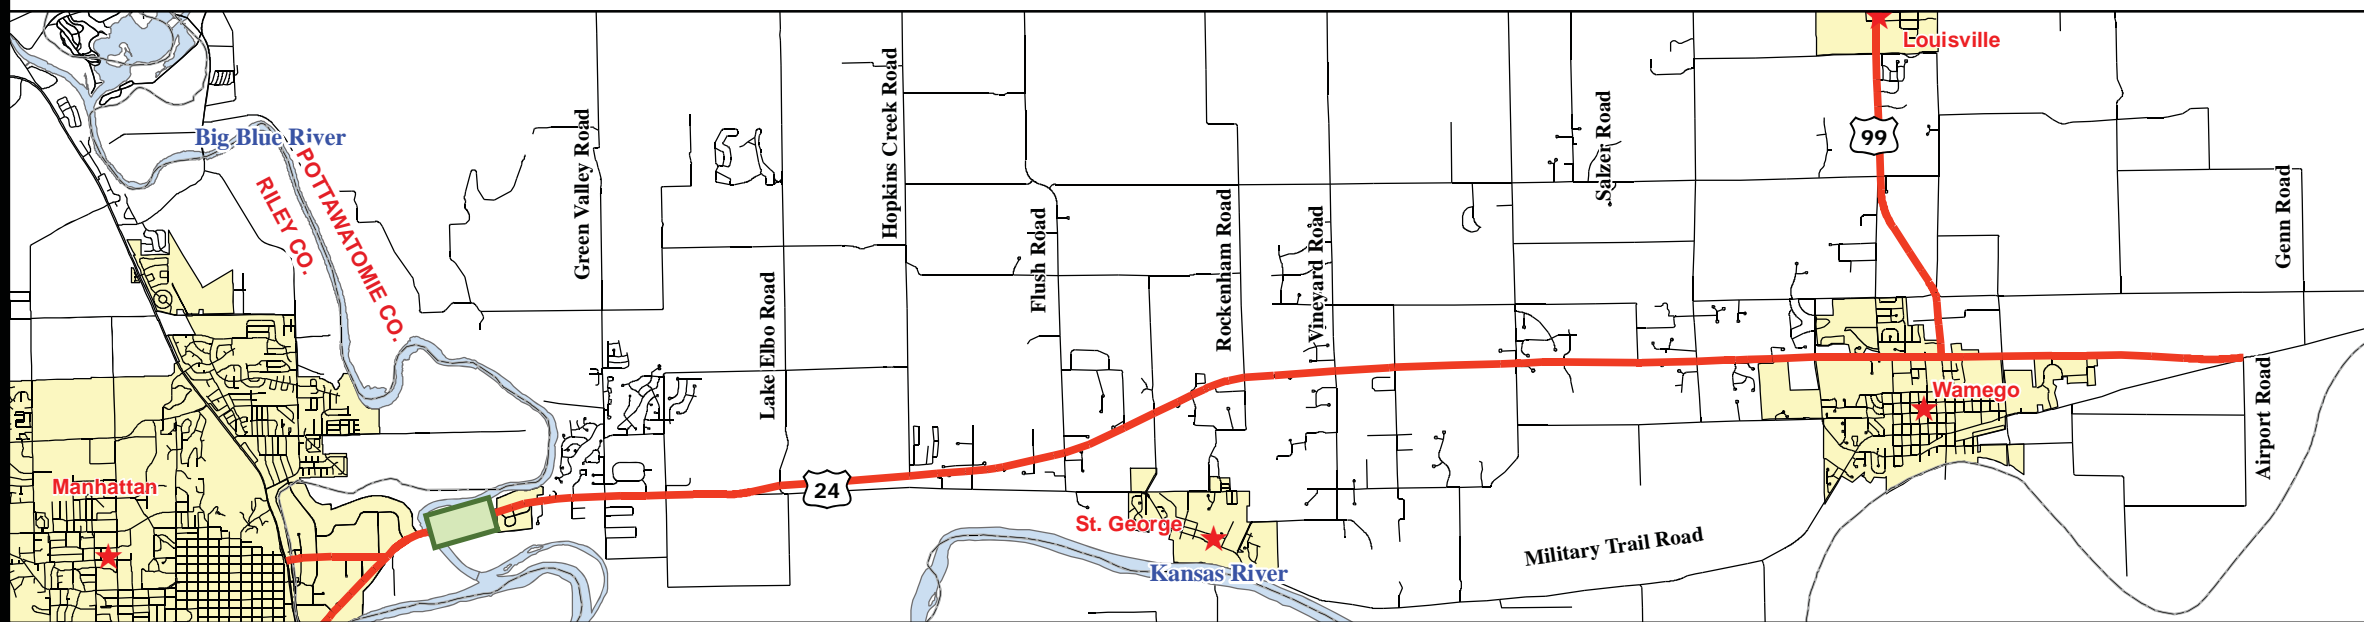 Louisville
99
Big Blue River
POTTAWATOMIE CO.
RILEY CO.
Green Valley Road
Hopkins Creek Road
Salzer Road
Flush Road
Rockenham Road
Vineyard Road
Genn Road
Lake Elbo Road
Wamego
Airport Road
Manhattan
24
St. George
Military Trail Road
Kansas River